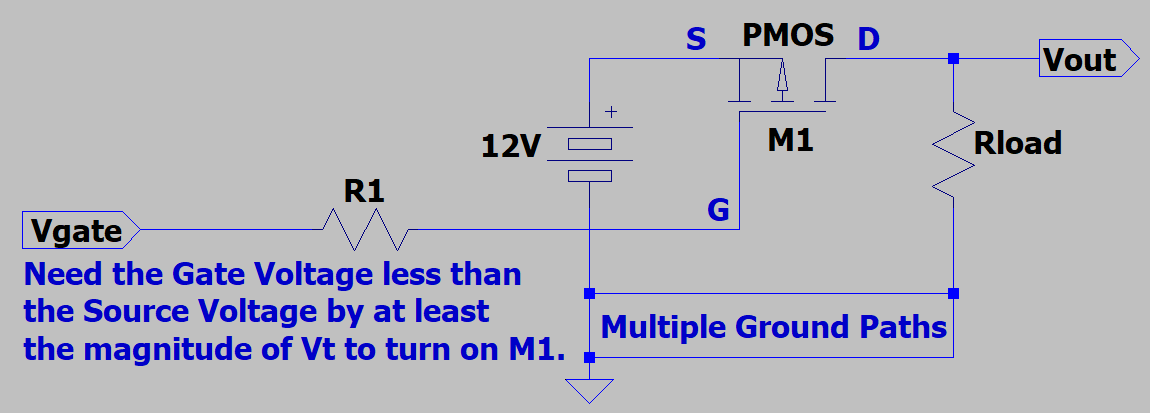 S PMOS D
Vout
+
12V
M1
Rload
R1
G
Vgate
Need the Gate Voltage less than
the Source Voltage by at least
the magnitude of Vt to turn on M1.
Multiple Ground Paths